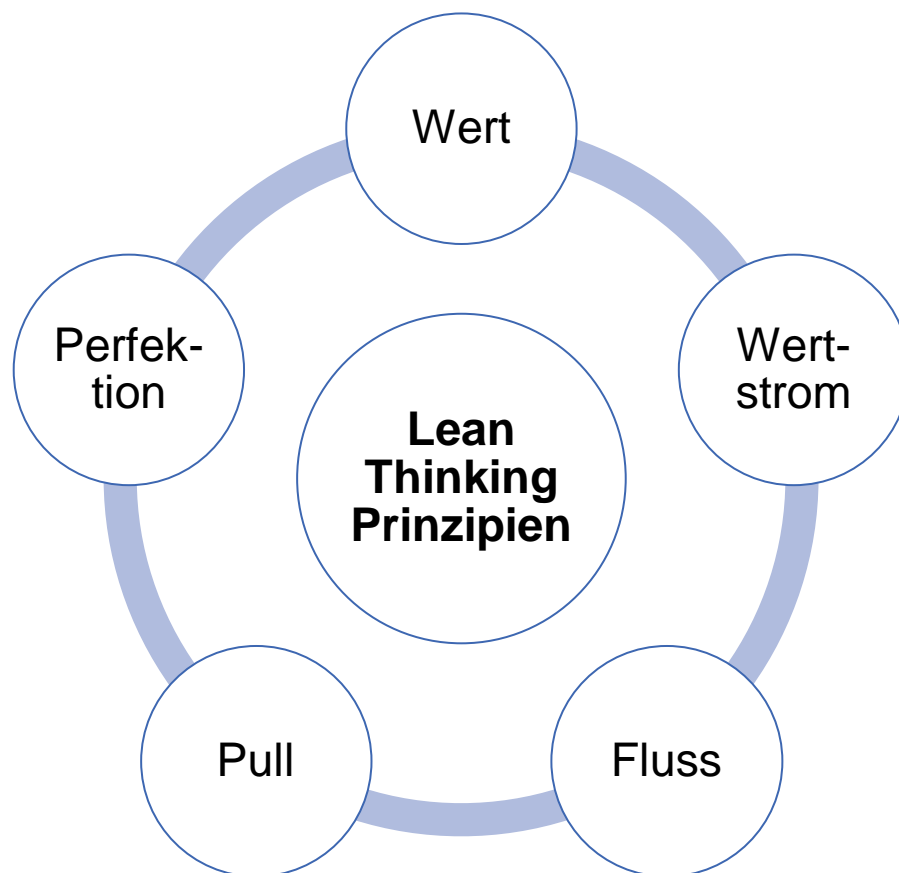 Wert
Wert-
strom
Fluss
Pull
Perfek-
tion
Lean
Thinking
Prinzipien